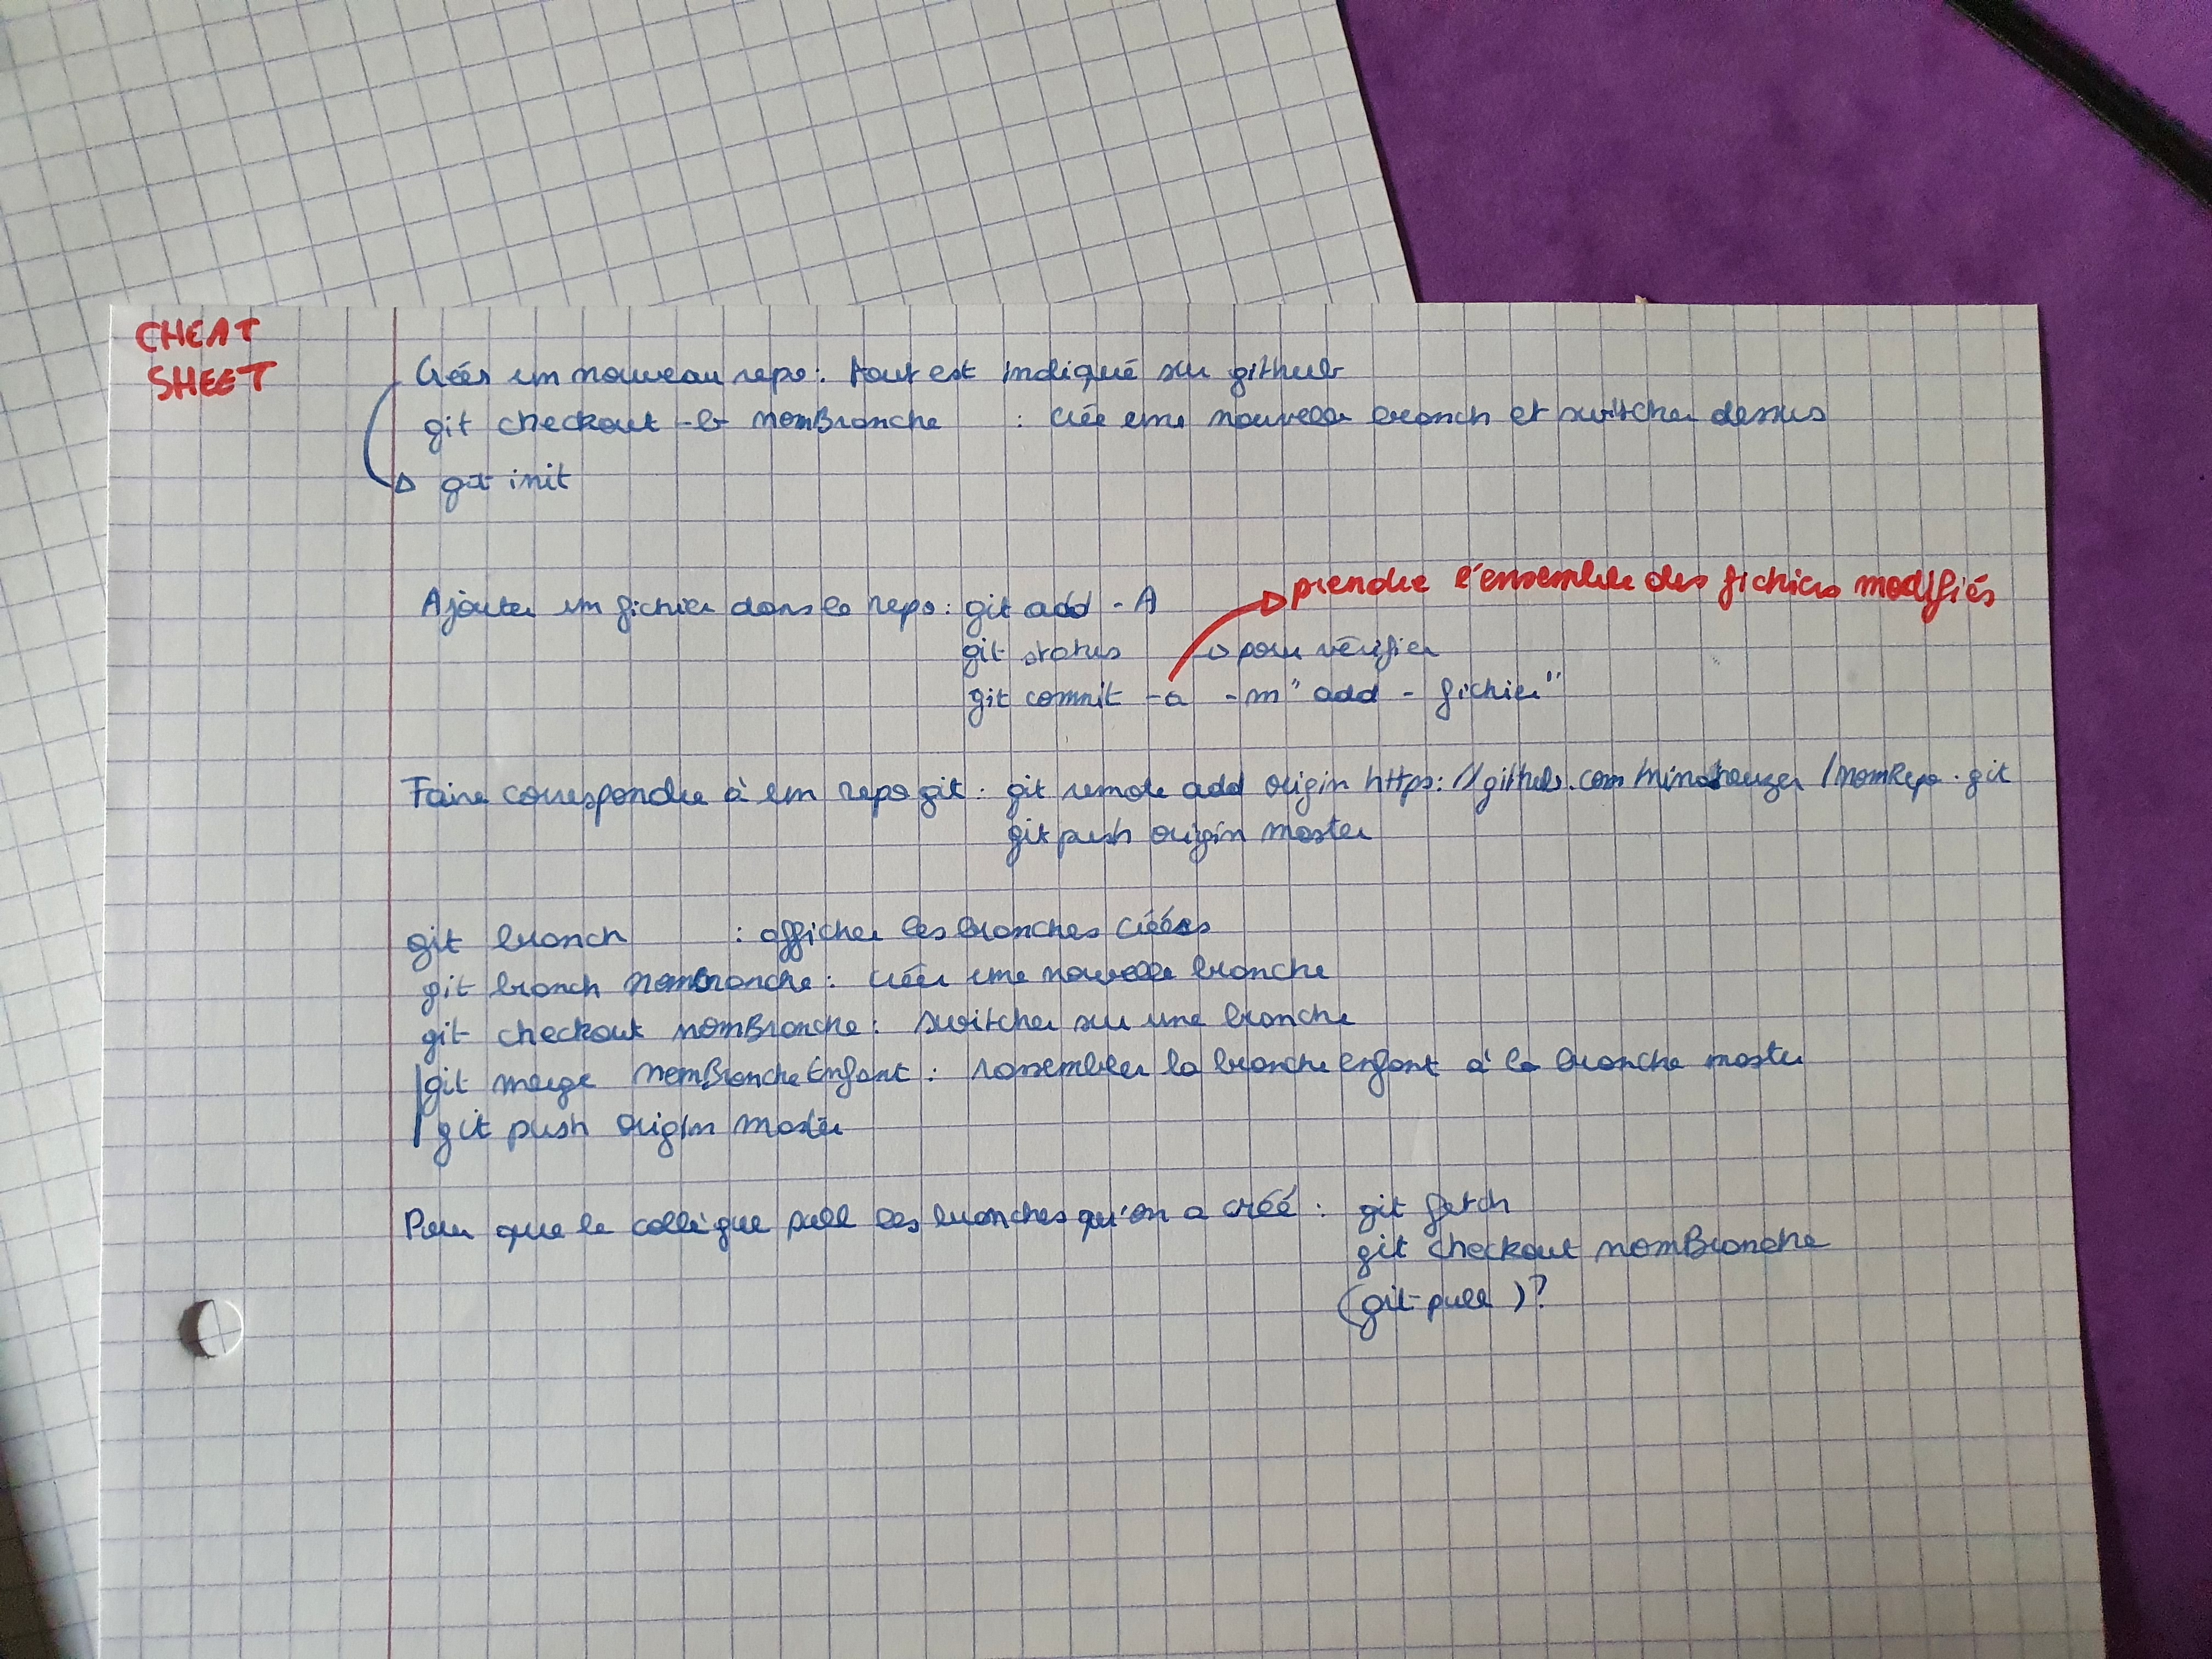 CHEAT
SHEET
Créer un nouveau repo : tout est indiqué sur github
git checkout -b nomBranche : crée une nouvelle branch et switcher dessus
git init
Ajouter un fichier dans le repo : git add -A
git status → pour vérifier
git commit -a -m "add - fichier"
prendre l'ensemble des fichiers modifiés
Faire correspondre à un repo git : git remote add origin https://github.com/ /nomRepo.git
git push origin master
git branch : afficher les branches créées
git branch nomBranche : créer une nouvelle branche
git checkout nomBranche : switcher sur une branche
git merge nomBrancheEnfant : rassembler la branche enfant à la branche master
git push origin master
Pour que le collègue pull les branches qu'on a créé : git fetch
git checkout nomBranche
(git pull)?